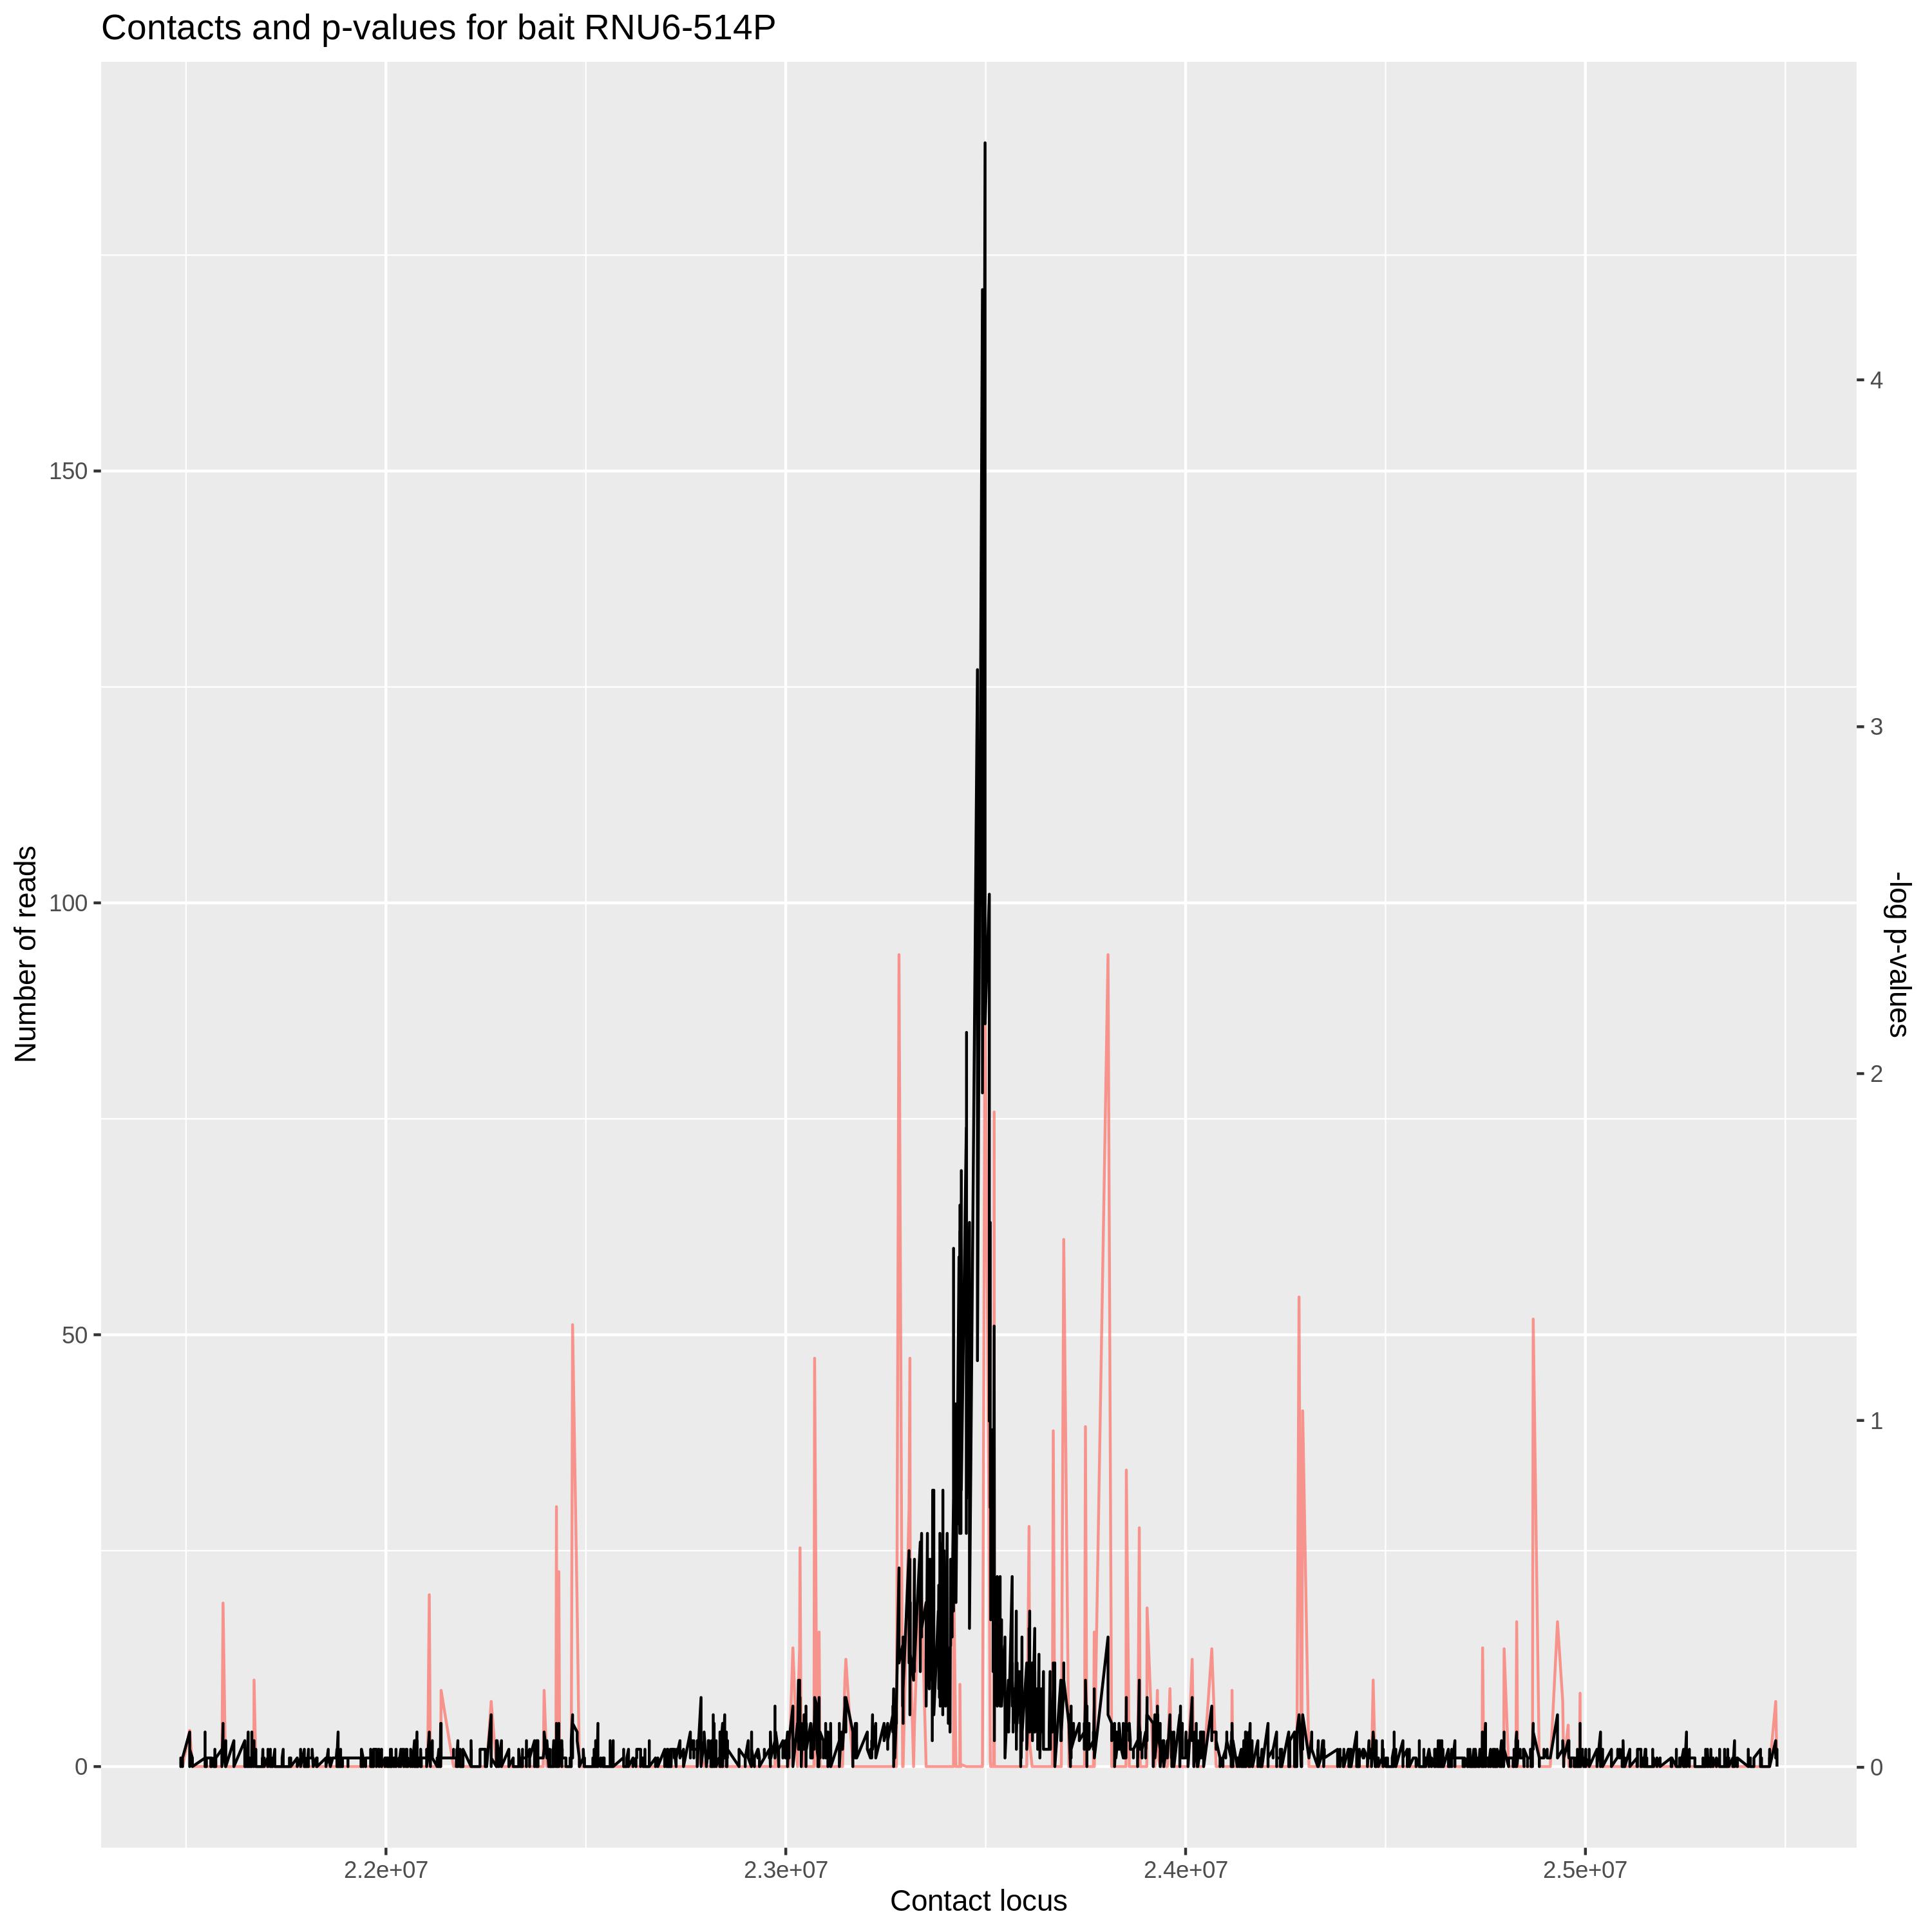 Contacts and p-values for bait RNU6-514P
Number of reads
150
100
50
0
4
3
2
1
0
-log p-values
2.2e+07
2.3e+07
2.4e+07
2.5e+07
Contact locus